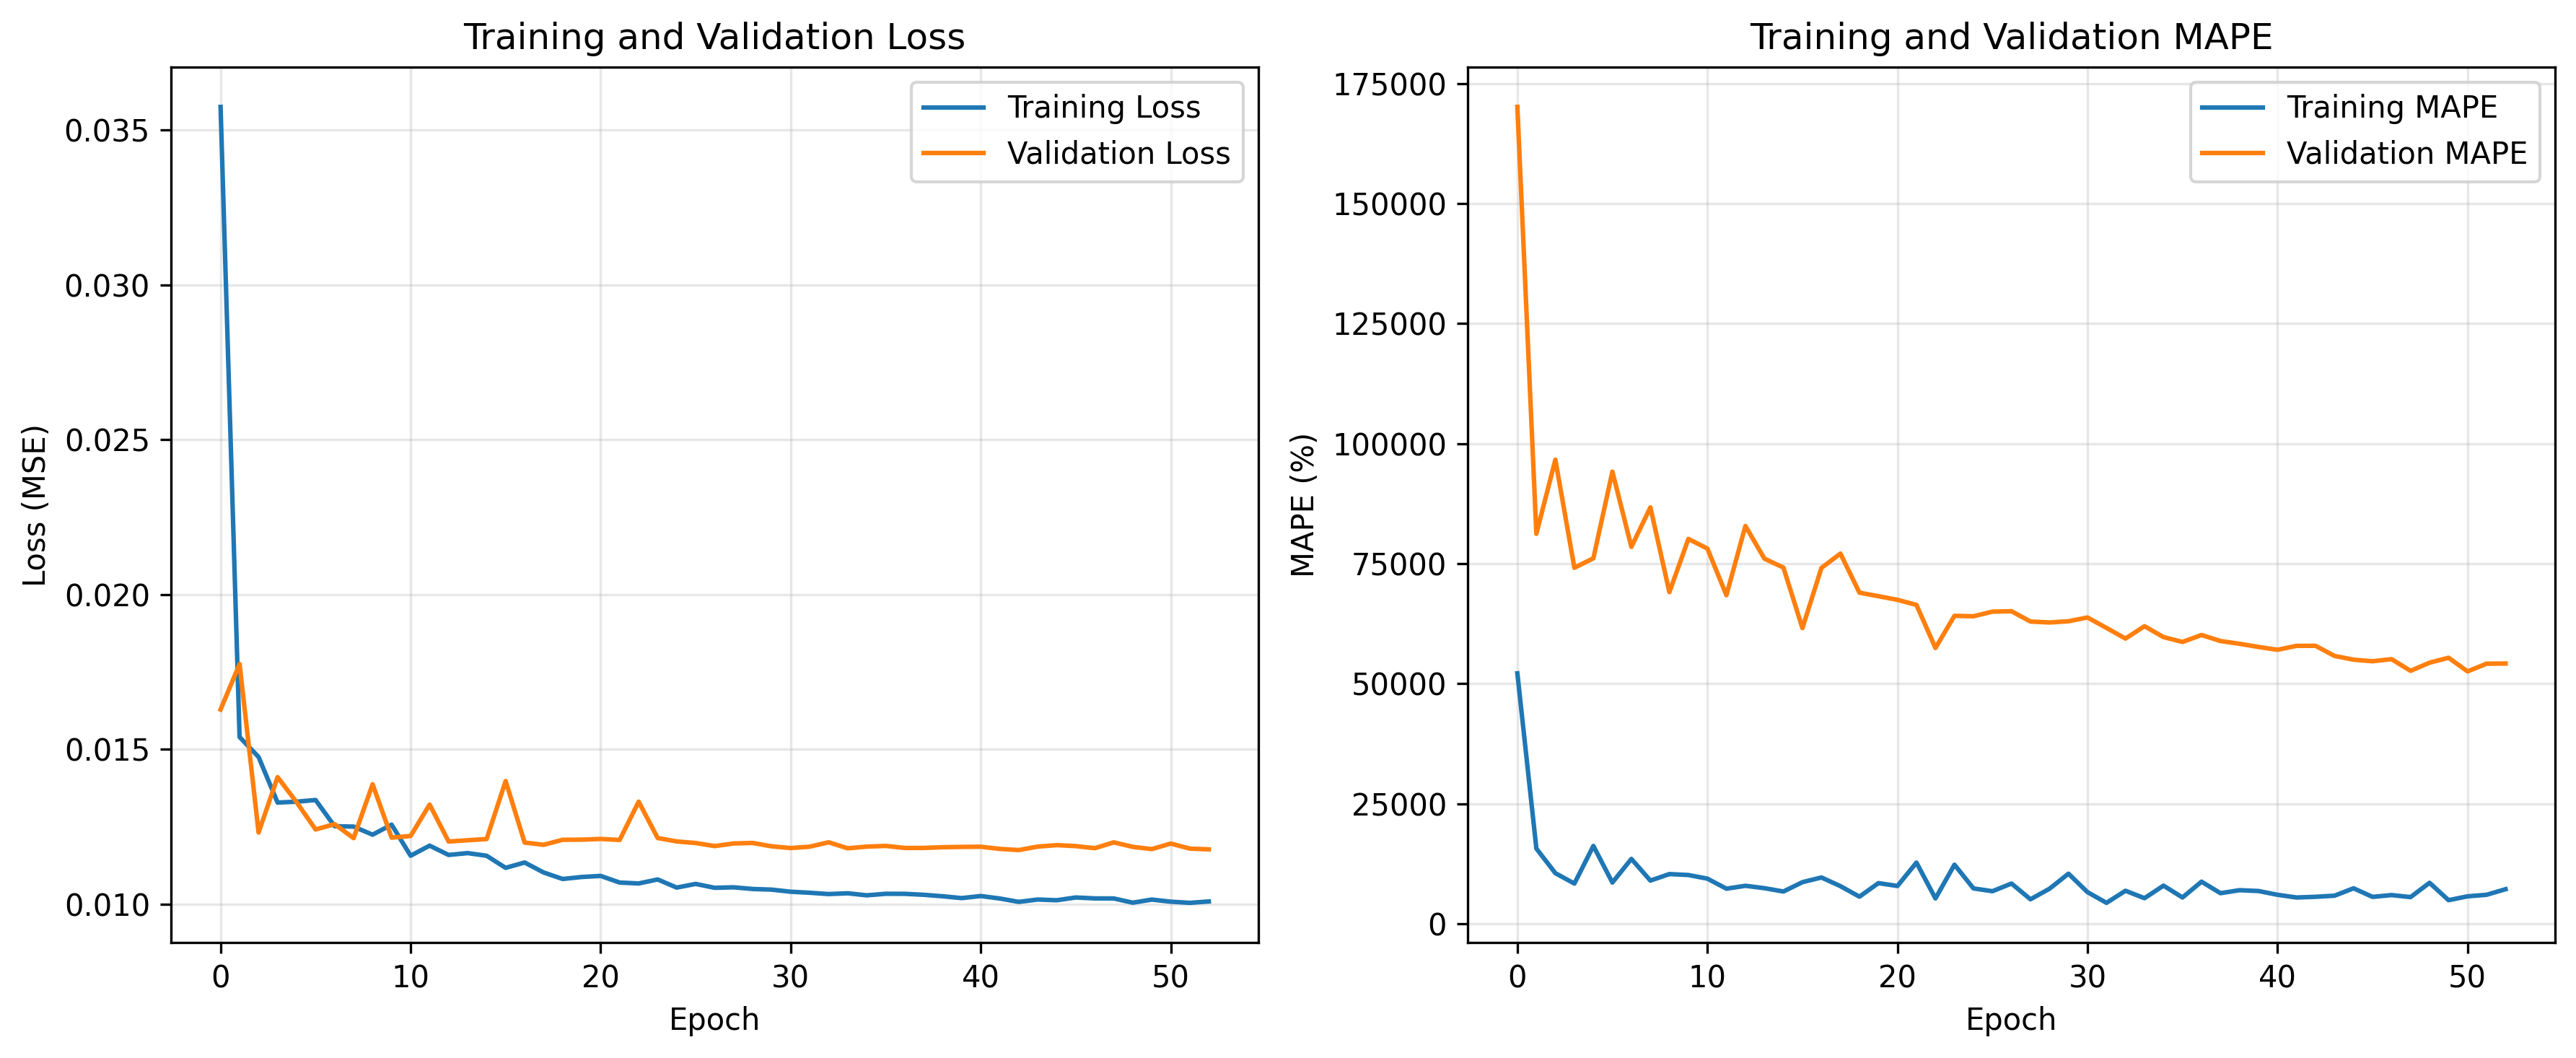 Training and Validation Loss
Training Loss
Validation Loss
Loss (MSE)
0.035
0.030
0.025
0.020
0.015
0.010
0 10 20 30 40 50
Epoch
Training and Validation MAPE
Training MAPE
Validation MAPE
MAPE (%)
175000
150000
125000
100000
75000
50000
25000
0
0 10 20 30 40 50
Epoch